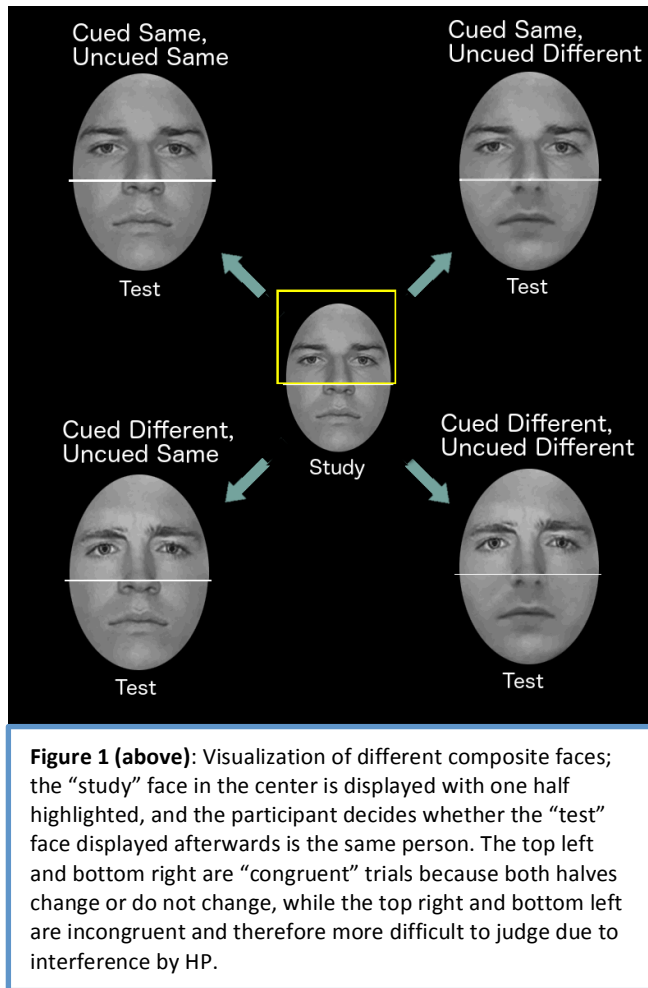 Cued Same,
Uncued Same
Cued Same,
Uncued Different
Test
Test
Cued Different,
Uncued Same
Study
Cued Different,
Uncued Different
Test
Test
Figure 1 (above): Visualization of different composite faces;
the “study” face in the center is displayed with one half
highlighted, and the participant decides whether the “test”
face displayed afterwards is the same person. The top left
and bottom right are “congruent” trials because both halves
change or do not change, while the top right and bottom left
are incongruent and therefore more difficult to judge due to
interference by HP.